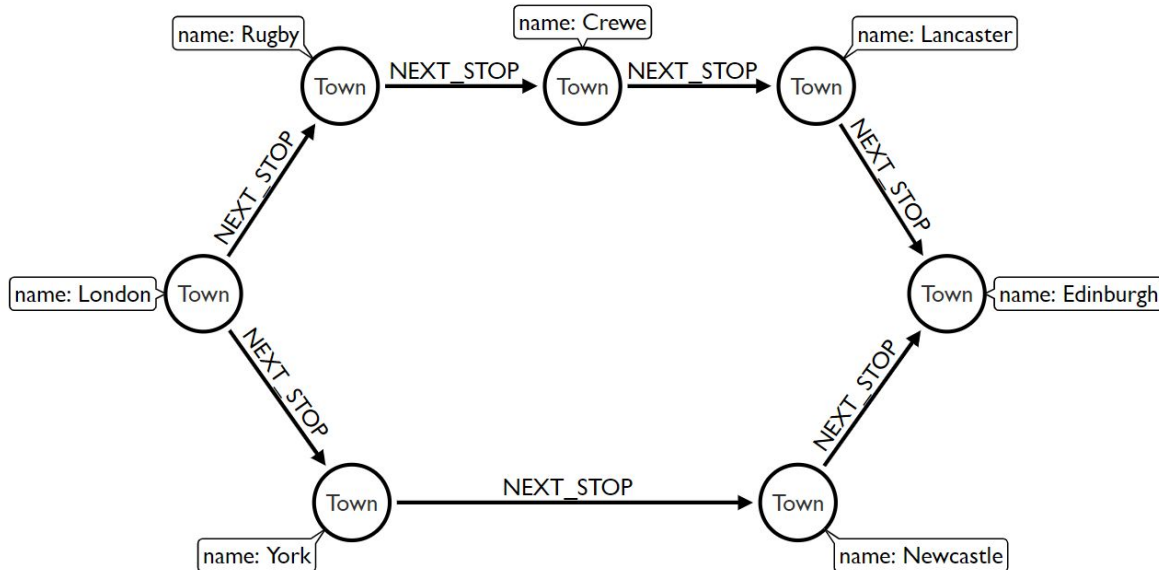 name: Crewe
name: Rugby
name: Lancaster
Town
NEXT_STOP
Town
NEXT_STOP
Town
NEXT_STOP
NEXT_STOP
name: London
Town
Town
name: Edinburgh
NEXT_STOP
NEXT_STOP
Town
NEXT_STOP
Town
name: York
name: Newcastle